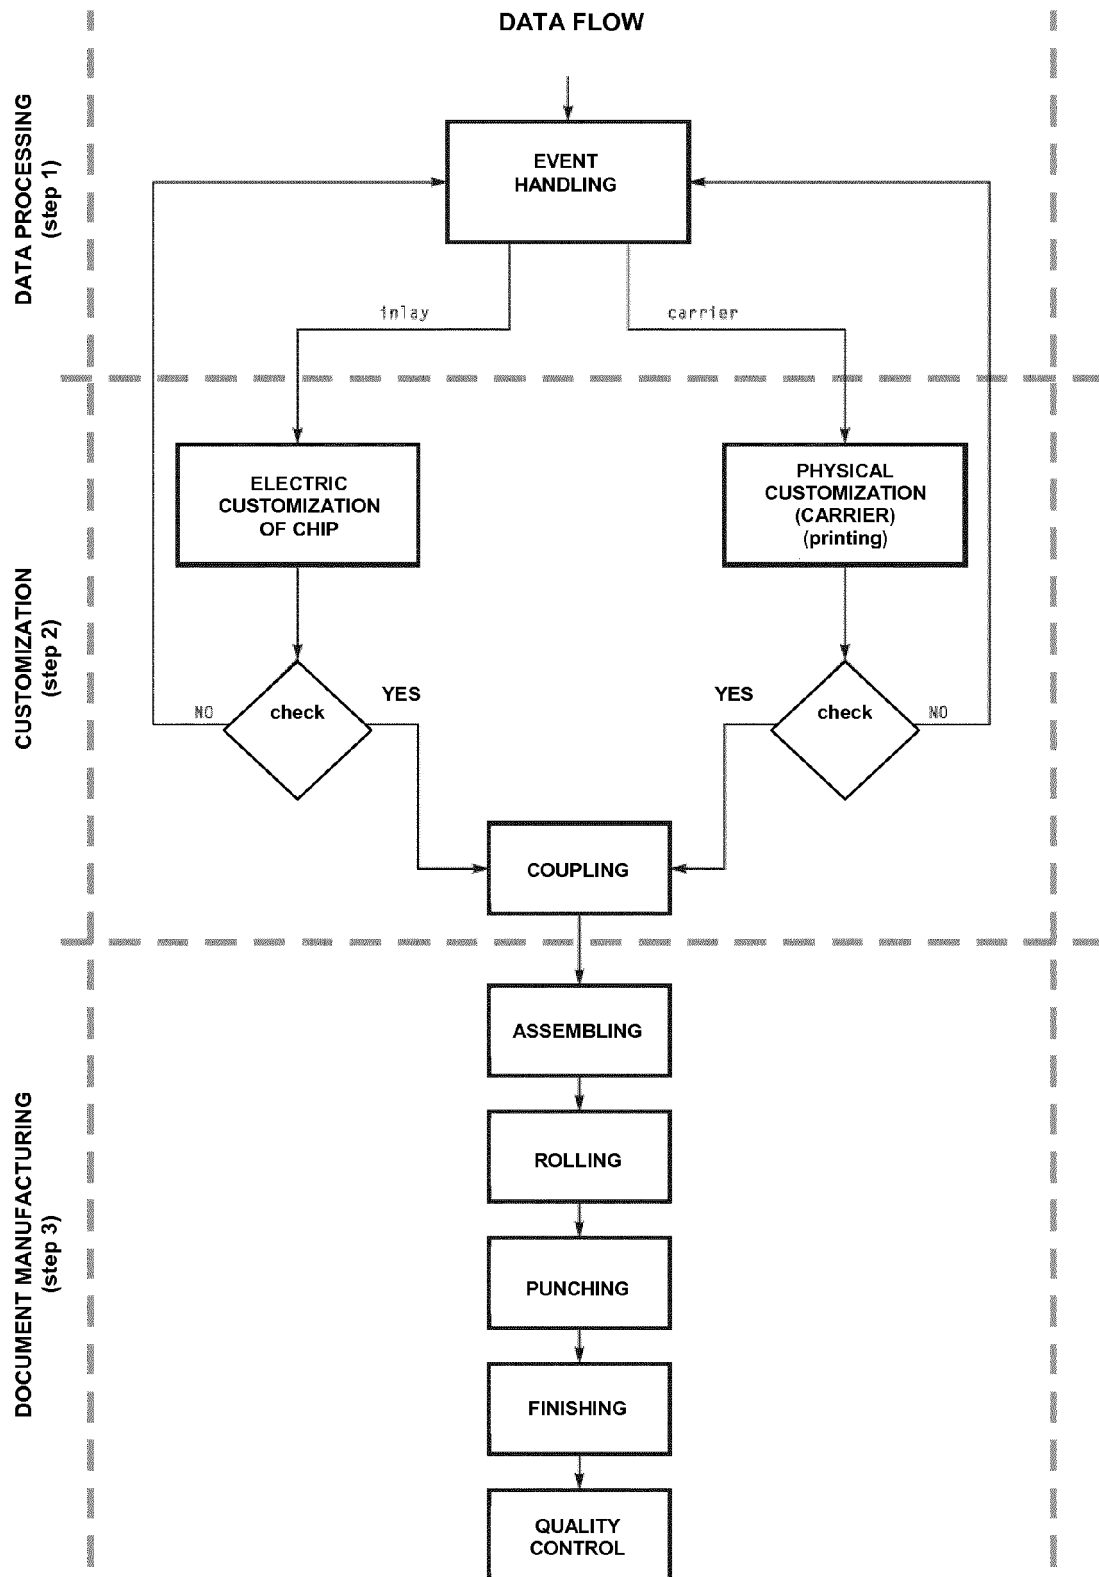 DATA FLOW
DATA PROCESSING
(step 1)
EVENT
HANDLING
inlay
carrier
CUSTOMIZATION
(step 2)
ELECTRIC
CUSTOMIZATION
OF CHIP
PHYSICAL
CUSTOMIZATION
(CARRIER)
(printing)
NO
check
YES
YES
check
NO
COUPLING
DOCUMENT MANUFACTURING
(step 3)
ASSEMBLING
ROLLING
PUNCHING
FINISHING
QUALITY
CONTROL